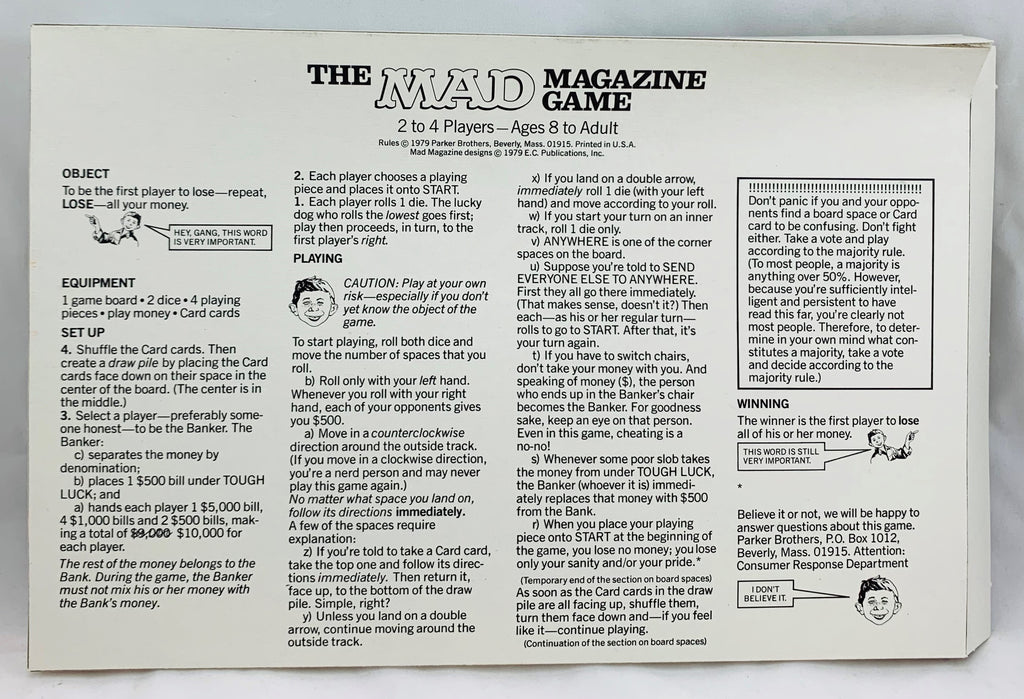 THE MAD MAGAZINE GAME
2 to 4 Players—Ages 8 to Adult
Rules © 1979 Parker Brothers, Beverly, Mass. 01915. Printed in U.S.A.
Mad Magazine designs © 1979 E.C. Publications, Inc.
OBJECT
To be the first player to lose—repeat,
LOSE—all your money.
HEY, GANG, THIS WORD
IS VERY IMPORTANT.
EQUIPMENT
1 game board • 2 dice • 4 playing
pieces • play money • Card cards
SET UP
4. Shuffle the Card cards. Then
create a draw pile by placing the Card
cards face down on their space in the
center of the board. (The center is in
the middle.)
3. Select a player—preferably some-
one honest—to be the Banker. The
Banker:
c) separates the money by
denomination;
b) places 1 $500 bill under TOUGH
LUCK; and
a) hands each player 1 $5,000 bill,
4 $1,000 bills and 2 $500 bills, mak-
ing a total of $9,000 $10,000 for
each player.
The rest of the money belongs to the
Bank. During the game, the Banker
must not mix his or her money with
the Bank's money.
2. Each player chooses a playing
piece and places it onto START.
1. Each player rolls 1 die. The lucky
dog who rolls the lowest goes first;
play then proceeds, in turn, to the
first player's right.
PLAYING
CAUTION: Play at your own
risk—especially if you don't
yet know the object of the
game.
To start playing, roll both dice and
move the number of spaces that you
roll.
b) Roll only with your left hand.
Whenever you roll with your right
hand, each of your opponents gives
you $500.
a) Move in a counterclockwise
direction around the outside track.
(If you move in a clockwise direction,
you're a nerd person and may never
play this game again.)
No matter what space you land on,
follow its directions immediately.
A few of the spaces require
explanation:
z) If you're told to take a Card card,
take the top one and follow its direc-
tions immediately. Then return it,
face up, to the bottom of the draw
pile. Simple, right?
y) Unless you land on a double
arrow, continue moving around the
outside track.
x) If you land on a double arrow,
immediately roll 1 die (with your left
hand) and move according to your roll.
w) If you start your turn on an inner
track, roll 1 die only.
v) ANYWHERE is one of the corner
spaces on the board.
u) Suppose you're told to SEND
EVERYONE ELSE TO ANYWHERE.
First they all go there immediately.
(That makes sense, doesn't it?) Then
each—as his or her regular turn—
rolls to go to START. After that, it's
your turn again.
t) If you have to switch chairs,
don't take your money with you. And
speaking of money ($), the person
who ends up in the Banker's chair
becomes the Banker. For goodness
sake, keep an eye on that person.
Even in this game, cheating is a
no-no!
s) Whenever some poor slob takes
the money from under TOUGH LUCK,
the Banker (whoever it is) immedi-
ately replaces that money with $500
from the Bank.
r) When you place your playing
piece onto START at the beginning of
the game, you lose no money; you lose
only your sanity and/or your pride.*
(Temporary end of the section on board spaces)
As soon as the Card cards in the draw
pile are all facing up, shuffle them,
turn them face down and—if you feel
like it—continue playing.
(Continuation of the section on board spaces)
!!!!!!!!!!!!!!!!!!!!!!!!!!!!!!!!!!!!!!!!!!
Don't panic if you and your oppo-
nents find a board space or Card
card to be confusing. Don't fight
either. Take a vote and play
according to the majority rule.
(To most people, a majority is
anything over 50%. However,
because you're sufficiently intel-
ligent and persistent to have
read this far, you're clearly not
most people. Therefore, to deter-
mine in your own mind what con-
stitutes a majority, take a vote
and decide according to the
majority rule.)
WINNING
The winner is the first player to lose
all of his or her money.
THIS WORD IS STILL
VERY IMPORTANT.
*
Believe it or not, we will be happy to
answer questions about this game.
Parker Brothers, P.O. Box 1012,
Beverly, Mass. 01915. Attention:
Consumer Response Department
I DON'T
BELIEVE IT.